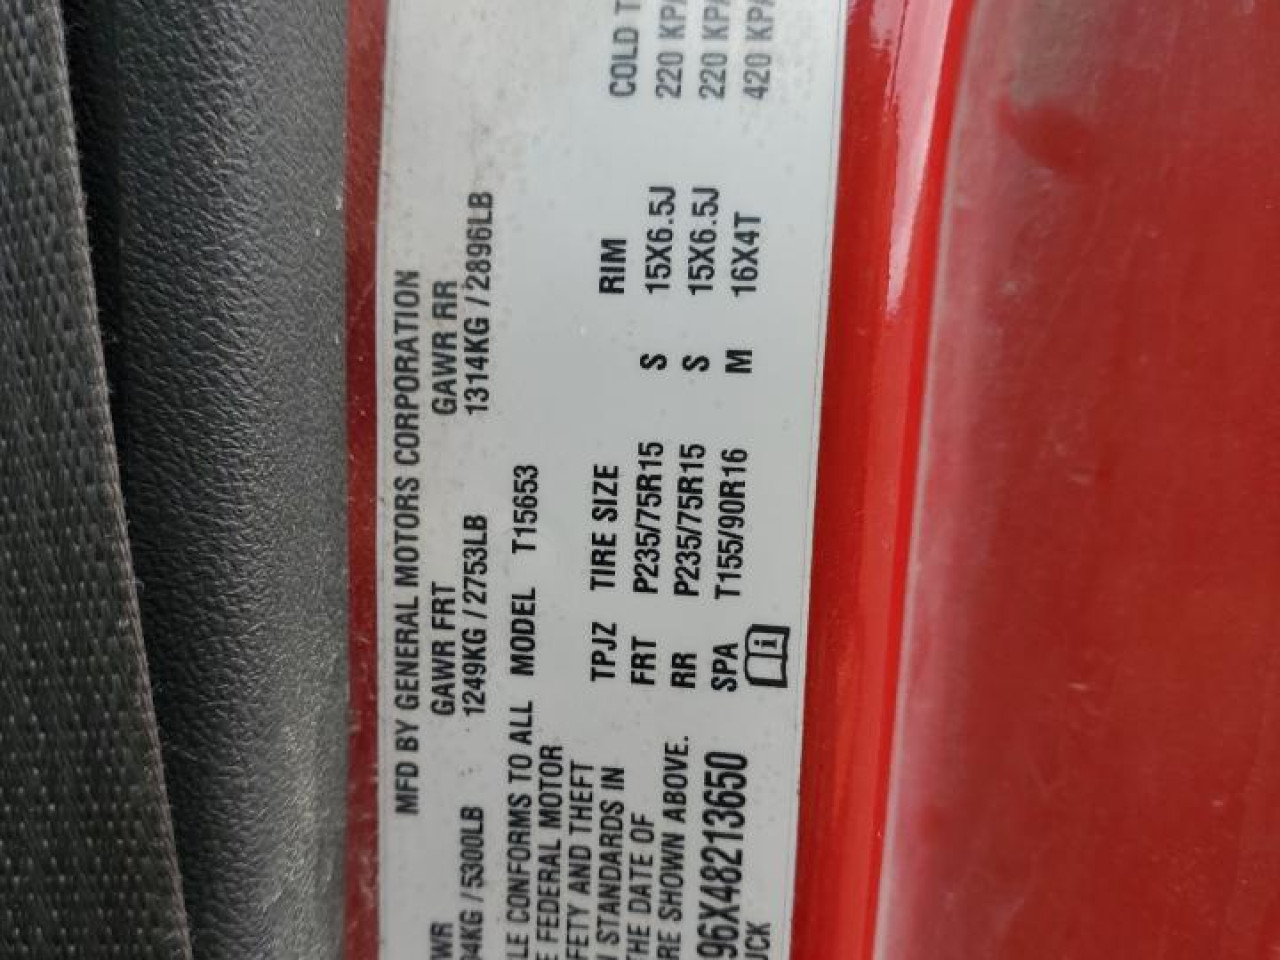 MFD BY GENERAL MOTORS CORPORATION
WR GAWR FRT GAWR RR
04KG / 5300LB 1249KG / 2753LB 1314KG / 2896LB
LE CONFORMS TO ALL MODEL T15653
E FEDERAL MOTOR
FETY AND THEFT
N STANDARDS IN
THE DATE OF
RE SHOWN ABOVE.
96X48213650
UCK
TPJZ TIRE SIZE RIM COLD T
FRT P235/75R15 S 15X6.5J 220 KPA
RR P235/75R15 S 15X6.5J 220 KPA
SPA T155/90R16 M 16X4T 420 KPA
i